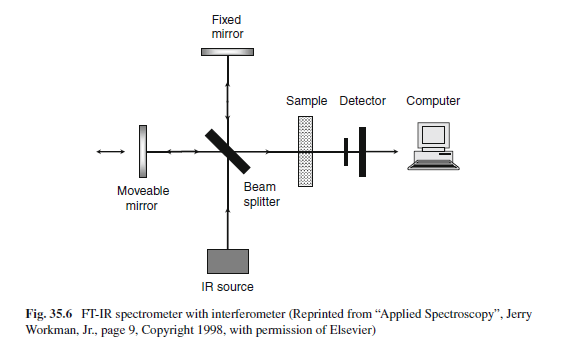 Fixed
mirror
Sample Detector Computer
Moveable
mirror
Beam
splitter
IR source
Fig. 35.6 FT-IR spectrometer with interferometer (Reprinted from “Applied Spectroscopy”, Jerry
Workman, Jr., page 9, Copyright 1998, with permission of Elsevier)